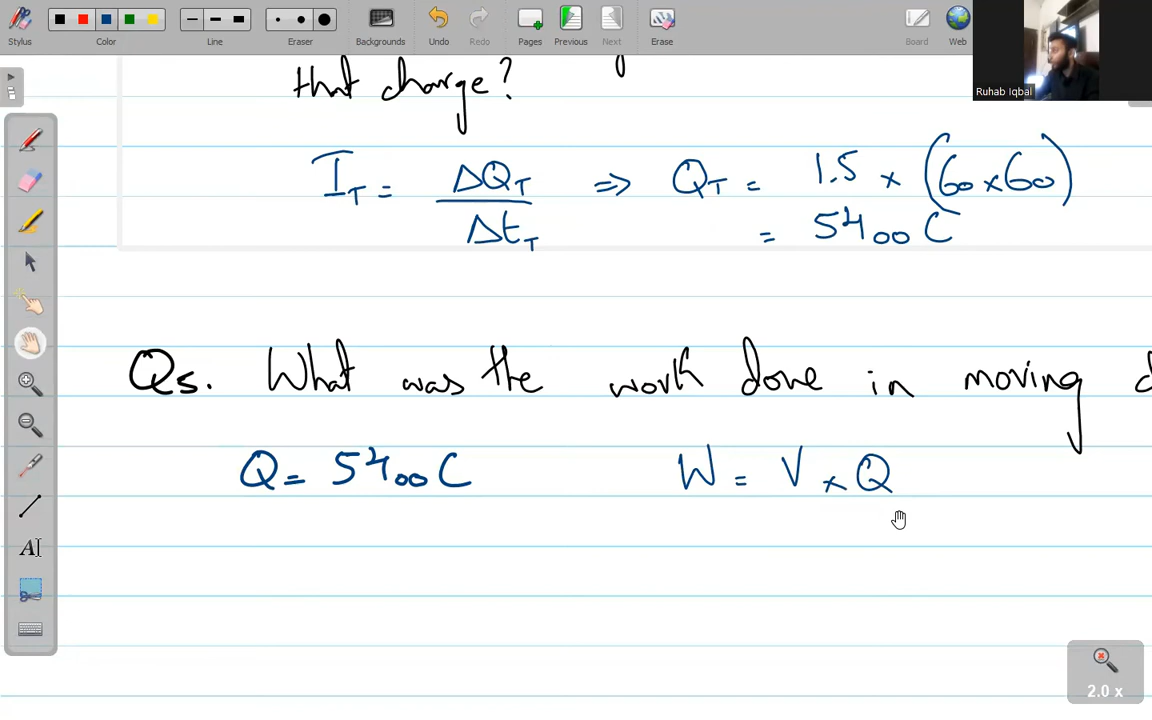 Stylus Color Line Eraser Backgrounds Undo Redo Pages Previous Next Erase Board Web
Ruhab Iqbal
that charge?
I_T = ΔQ_T / Δt_T ⇒ Q_T = 1.5 × (60×60)
= 5400 C
Qs. What was the work done in moving
Q = 5400 C W = V × Q
2.0 x